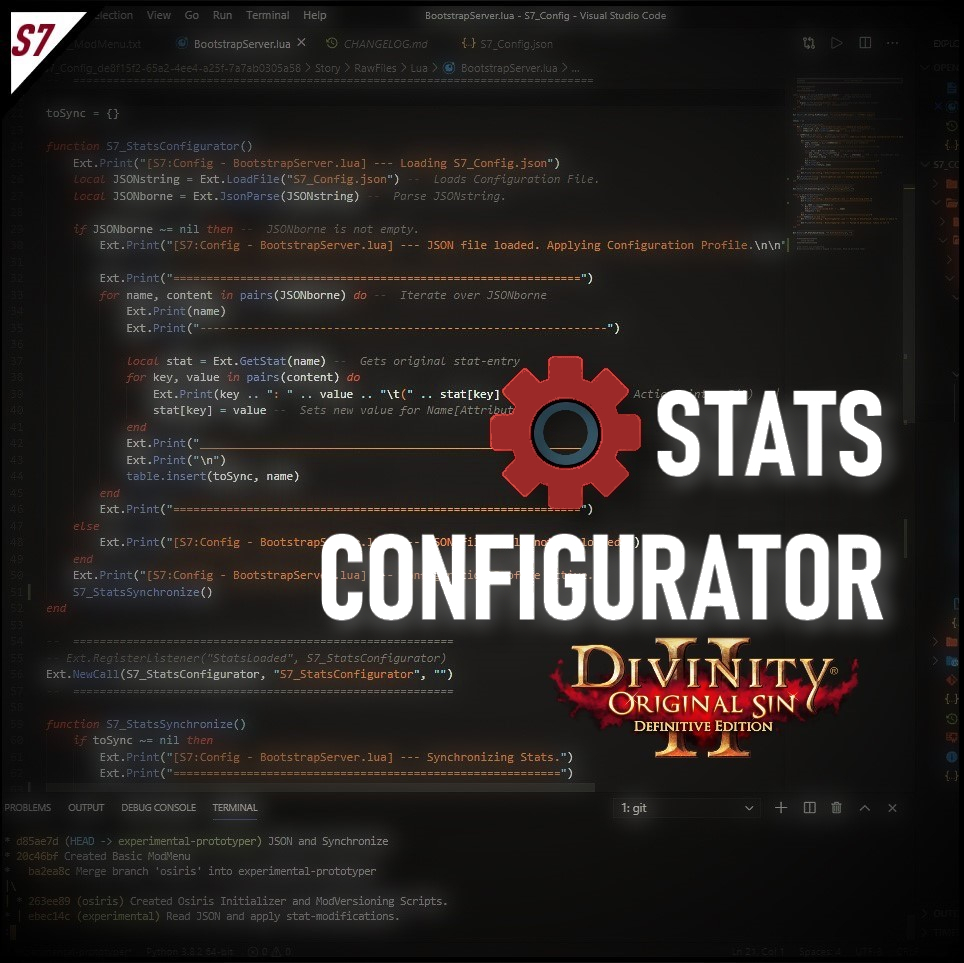 S7
Selection View Go Run Terminal Help BootstrapServer.lua - S7_Config - Visual Studio Code
ModMenu.txt BootstrapServer.lua CHANGELOG.md {..} S7_Config.json
S7_Config_de8f15f2-65a2-4ee4-a25f-7a7ab0305a58 > Story > RawFiles > Lua > BootstrapServer.lua > ...
toSync = {}
function S7_StatsConfigurator()
Ext.Print("[S7:Config - BootstrapServer.lua] --- Loading S7_Config.json")
local JSONstring = Ext.LoadFile("S7_Config.json") -- Loads Configuration File.
local JSONborne = Ext.JsonParse(JSONstring) -- Parse JSONstring.
if JSONborne ~= nil then -- JSONborne is not empty.
Ext.Print("[S7:Config - BootstrapServer.lua] --- JSON file loaded. Applying Configuration Profile.\n\n"
Ext.Print("=============================================================")
for name, content in pairs(JSONborne) do -- Iterate over JSONborne
Ext.Print(name)
Ext.Print("-------------------------------------------------------------")
local stat = Ext.GetStat(name) -- Gets original stat-entry
for key, value in pairs(content) do
Ext.Print(key .. ": " .. value .. "\t(" .. stat[key]
stat[key] = value -- Sets new value for Name[Attribut
end
Ext.Print("____________________________________________
Ext.Print("\n")
table.insert(toSync, name)
end
Ext.Print("=============================================================")
else
Ext.Print("[S7:Config - BootstrapS
end
Ext.Print("[S7:Config - BootstrapServer.lua]
S7_StatsSynchronize()
end
STATS
CONFIGURATOR
DIVINITY®
II
ORIGINAL SIN
DEFINITIVE EDITION
-- =========================================================
-- Ext.RegisterListener("StatsLoaded", S7_StatsConfigurator)
Ext.NewCall(S7_StatsConfigurator, "S7_StatsConfigurator", "")
-- =========================================================
function S7_StatsSynchronize()
if toSync ~= nil then
Ext.Print("[S7:Config - BootstrapServer.lua] --- Synchronizing Stats.")
Ext.Print("==========================================================")
PROBLEMS OUTPUT DEBUG CONSOLE TERMINAL 1: git
* d85ae7d (HEAD -> experimental-prototyper) JSON and Synchronize
* 20c46bf Created Basic ModMenu
* ba2ea8c Merge branch 'osiris' into experimental-prototyper
|\
| * 263ee89 (osiris) Created Osiris Initializer and ModVersioning Scripts.
* | ebec14c (experimental) Read JSON and apply stat-modifications.